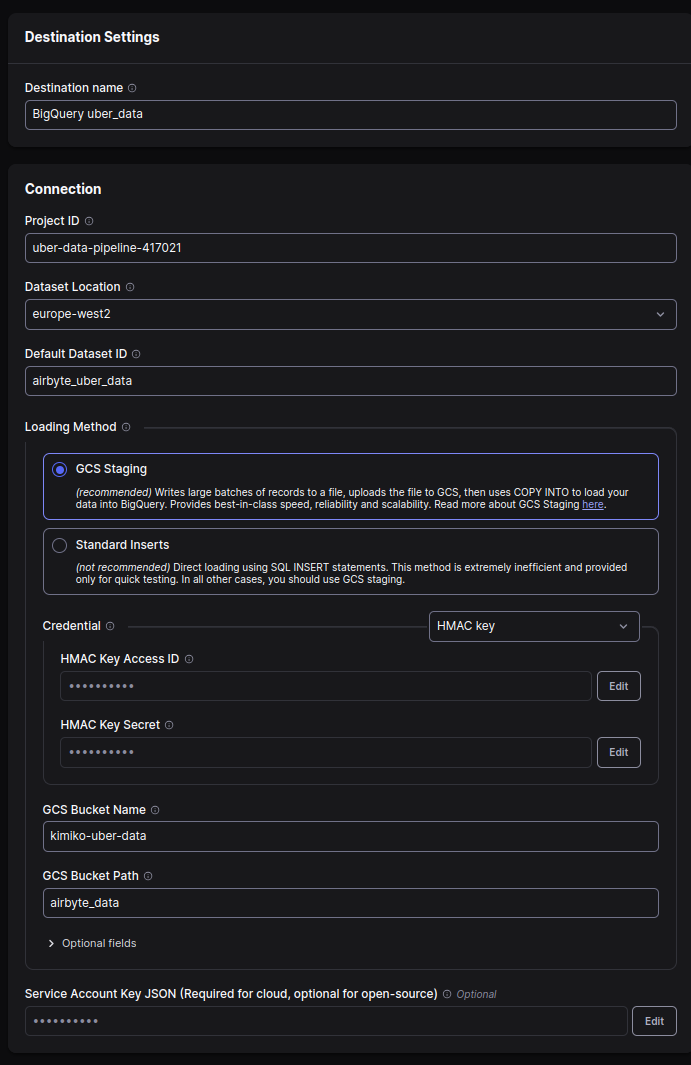 Destination Settings
Destination name
BigQuery uber_data
Connection
Project ID
uber-data-pipeline-417021
Dataset Location
europe-west2
Default Dataset ID
airbyte_uber_data
Loading Method
GCS Staging
(recommended) Writes large batches of records to a file, uploads the file to GCS, then uses COPY INTO to load your
data into BigQuery. Provides best-in-class speed, reliability and scalability. Read more about GCS Staging here.
Standard Inserts
(not recommended) Direct loading using SQL INSERT statements. This method is extremely inefficient and provided
only for quick testing. In all other cases, you should use GCS staging.
Credential
HMAC key
HMAC Key Access ID
•••••••••• Edit
HMAC Key Secret
•••••••••• Edit
GCS Bucket Name
kimiko-uber-data
GCS Bucket Path
airbyte_data
Optional fields
Service Account Key JSON (Required for cloud, optional for open-source) Optional
•••••••••• Edit